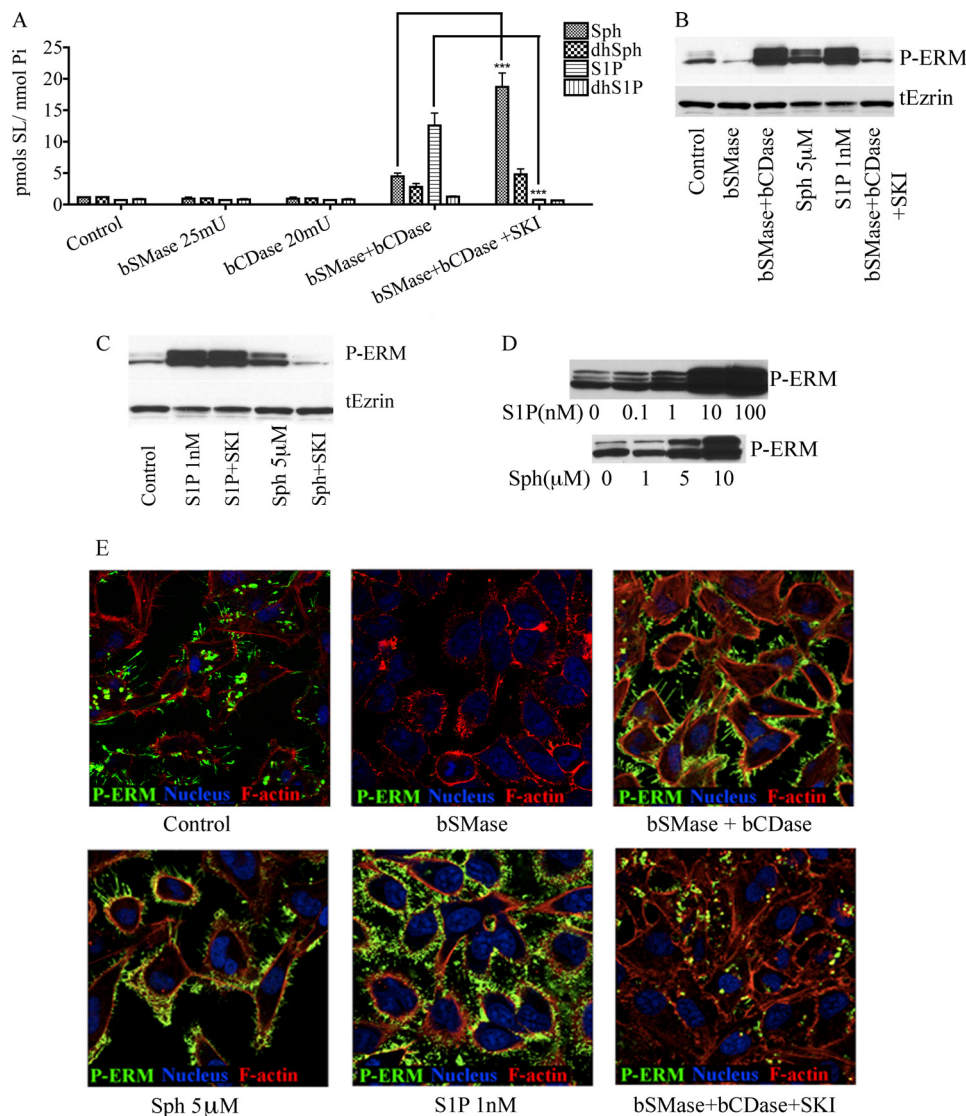 A
Sph
dhSph
S1P
dhS1P
pmols SL/ nmol Pi
25
20
15
10
5
0
***
***
Control
bSMase 25mU
bCDase 20mU
bSMase+bCDase
bSMase+bCDase +SKI
B
P-ERM
tEzrin
Control
bSMase
bSMase+bCDase
Sph 5µM
S1P 1nM
bSMase+bCDase
+SKI
C
P-ERM
tEzrin
Control
S1P 1nM
S1P+SKI
Sph 5µM
Sph+SKI
D
P-ERM
S1P(nM) 0 0.1 1 10 100
P-ERM
Sph(µM) 0 1 5 10
E
P-ERM Nucleus F-actin
Control
P-ERM Nucleus F-actin
bSMase
P-ERM Nucleus F-actin
bSMase + bCDase
P-ERM Nucleus F-actin
Sph 5µM
P-ERM Nucleus F-actin
S1P 1nM
P-ERM Nucleus F-actin
bSMase+bCDase+SKI